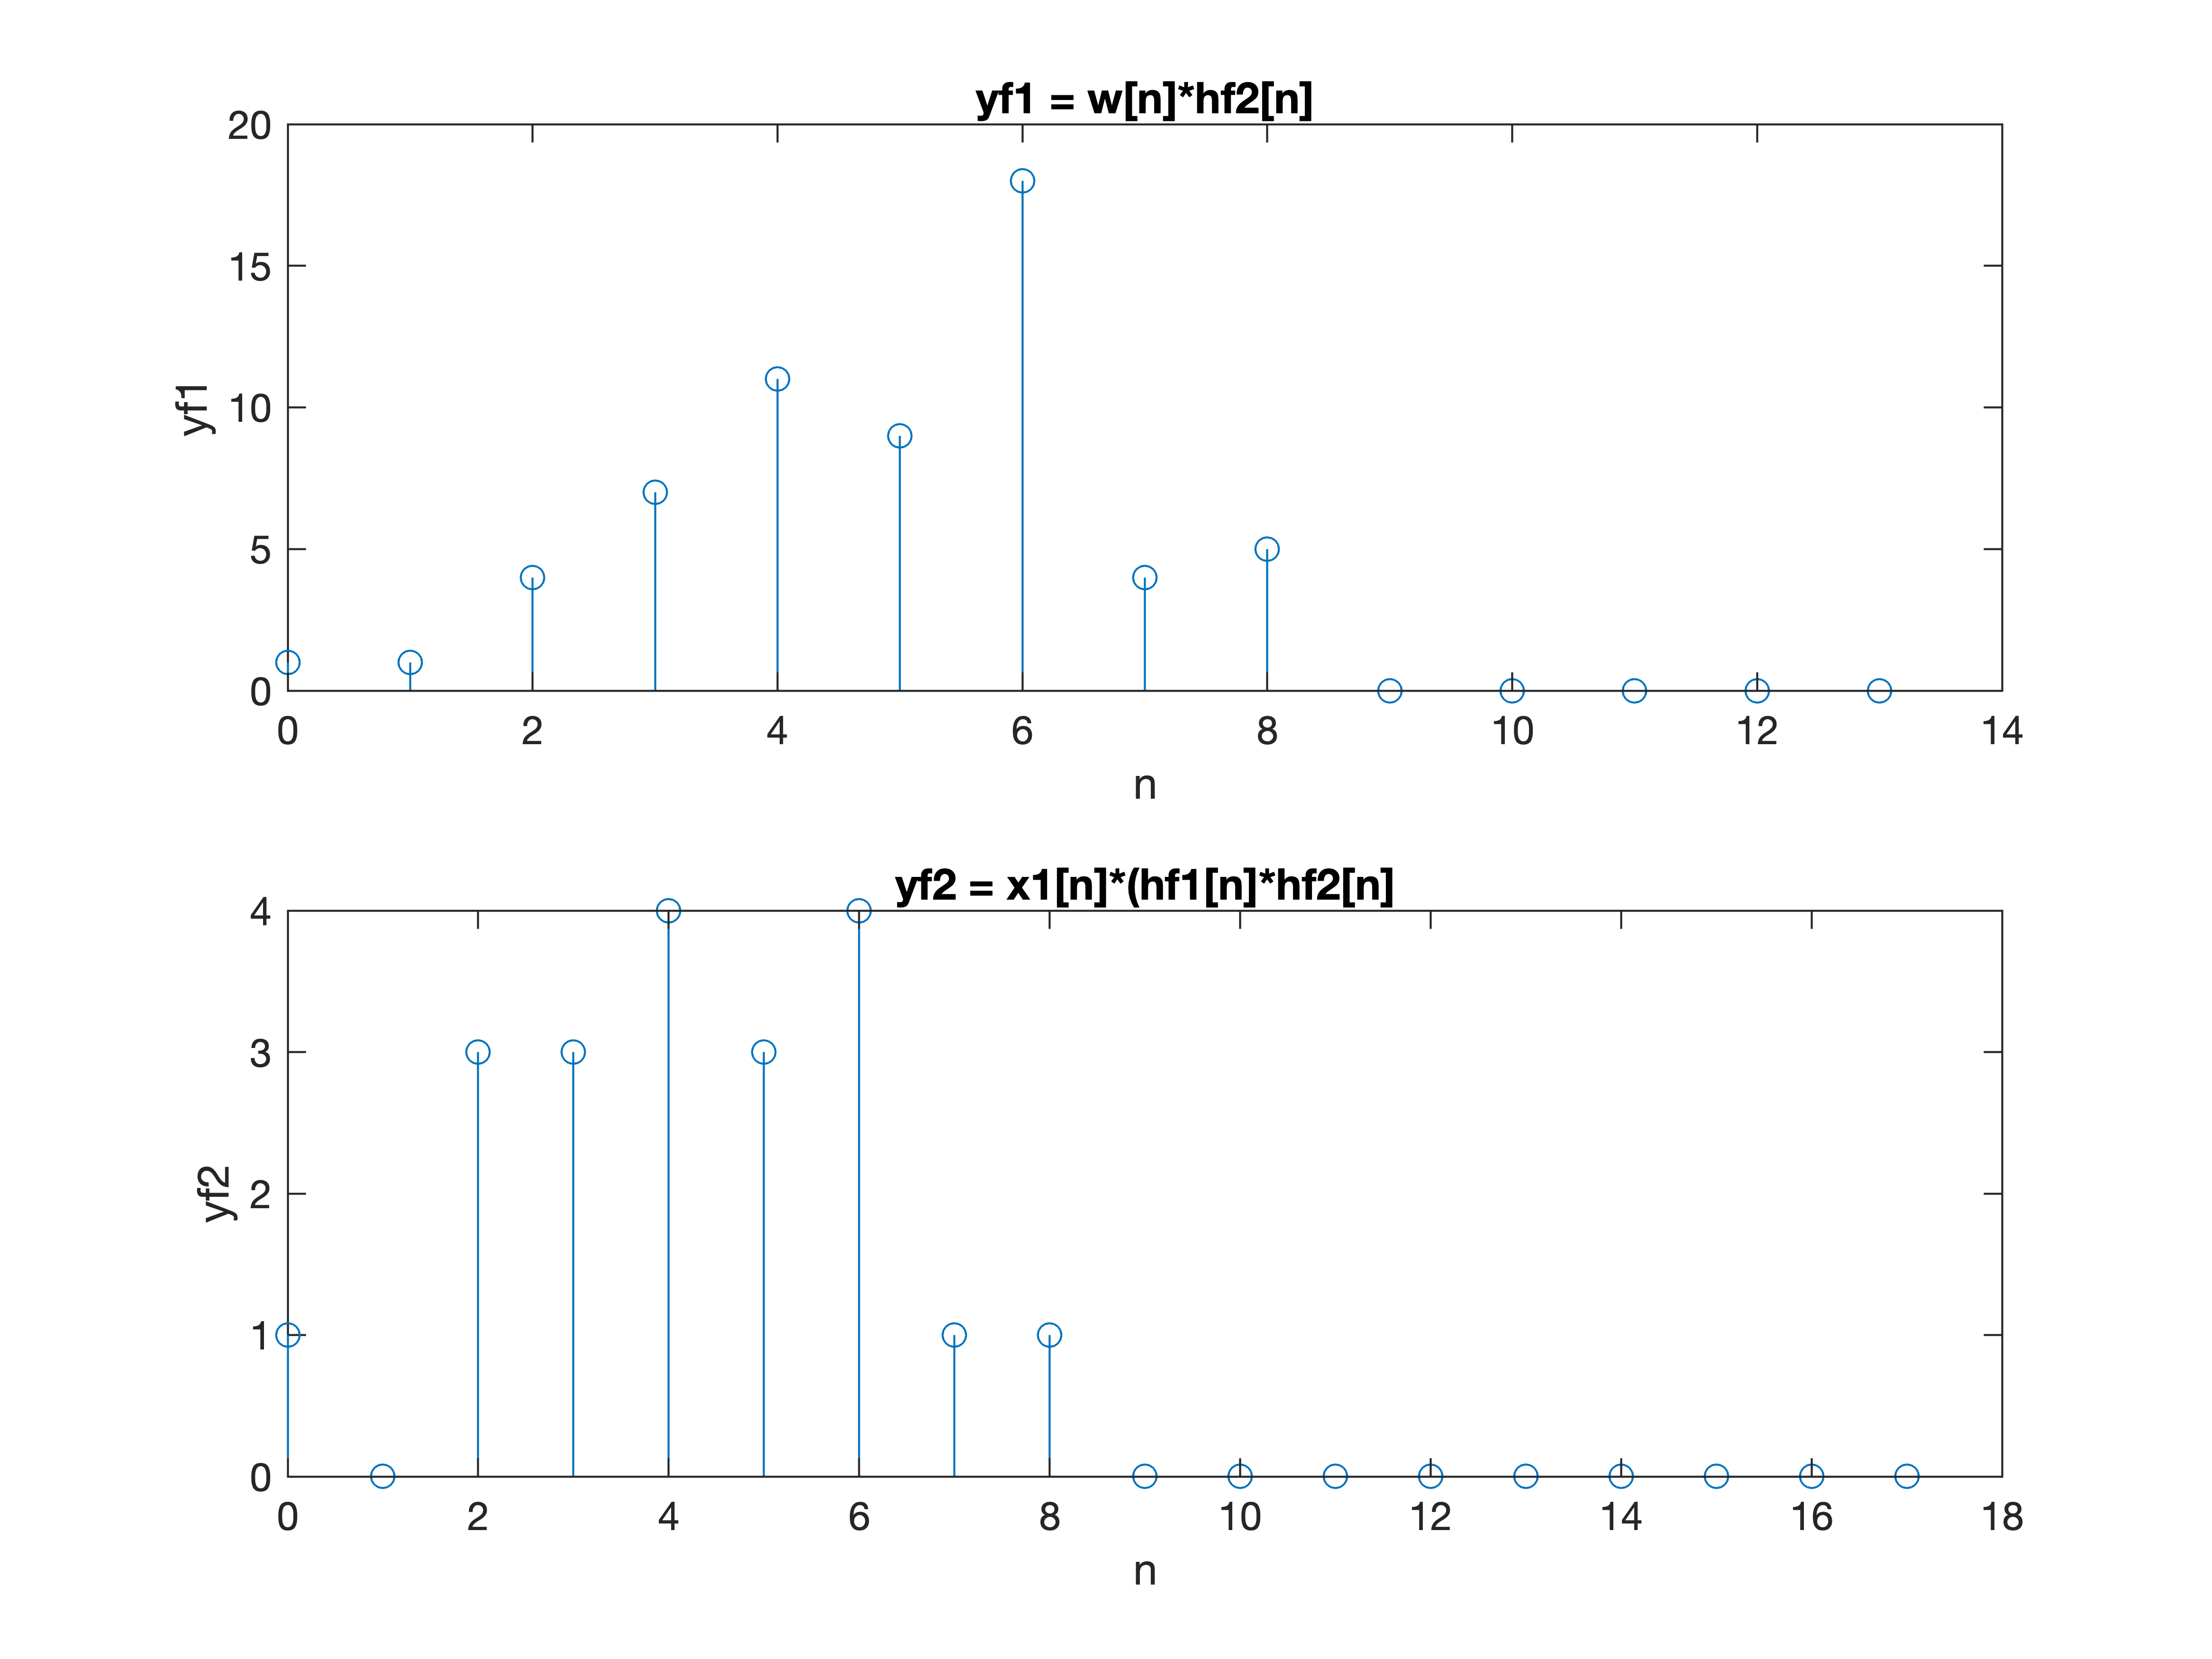 yf1 = w[n]*hf2[n]
20
15
10
5
0
yf1
0 2 4 6 8 10 12 14
n
yf2 = x1[n]*(hf1[n]*hf2[n]
4
3
2
1
0
yf2
0 2 4 6 8 10 12 14 16 18
n